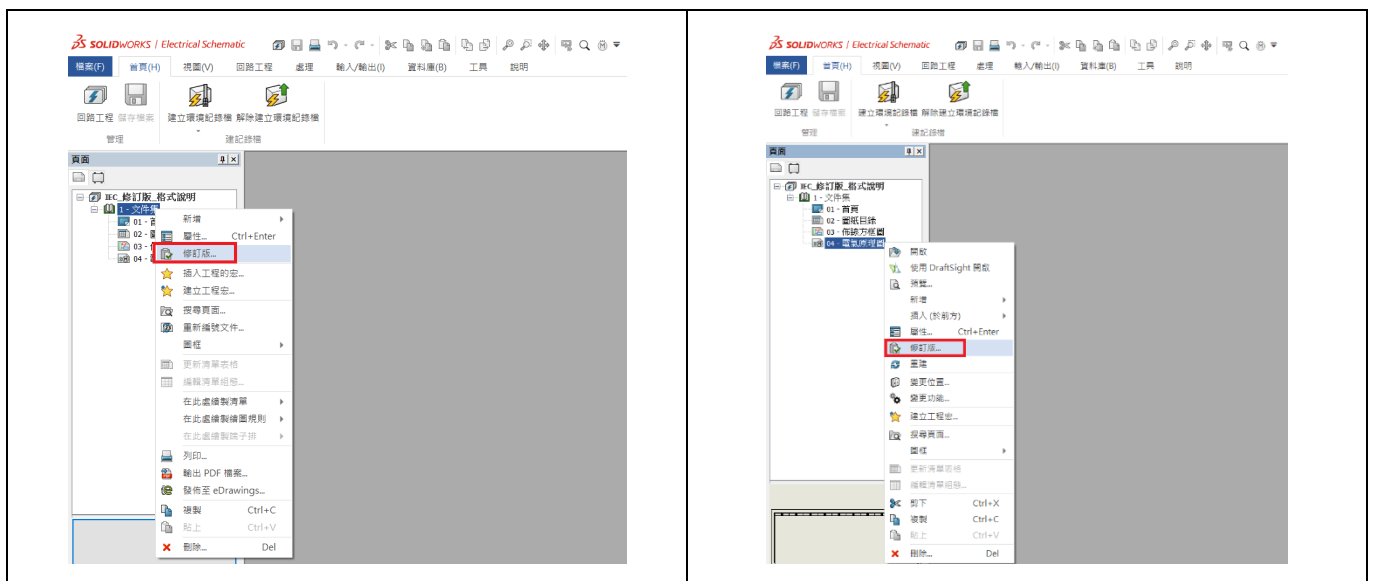 SOLIDWORKS / Electrical Schematic
檔案(F) 首頁(H) 視圖(V) 回路工程 處理 輸入/輸出(I) 資料庫(B) 工具 說明
回路工程 儲存檔案 建立環境記錄檔 解除建立環境記錄檔
管理 建記錄檔
頁面
IEC_修訂版_格式說明
1 - 文件集
01 - 首
02 -
03 -
04 -
新增
屬性... Ctrl+Enter
修訂版...
插入工程的宏...
建立工程宏...
搜尋頁面...
重新編號文件...
圖框
更新清單表格
編輯清單組態...
在此處繪製清單
在此處繪製繪圖規則
在此處繪製端子排
列印...
輸出 PDF 檔案...
發佈至 eDrawings...
複製 Ctrl+C
貼上 Ctrl+V
刪除... Del
SOLIDWORKS / Electrical Schematic
檔案(F) 首頁(H) 視圖(V) 回路工程 處理 輸入/輸出(I) 資料庫(B) 工具 說明
回路工程 儲存檔案 建立環境記錄檔 解除建立環境記錄檔
管理 建記錄檔
頁面
IEC_修訂版_格式說明
1 - 文件集
01 - 首頁
02 - 圖紙目錄
03 - 佈線方框圖
04 - 電氣原理圖
開啟
使用 DraftSight 開啟
預覽...
新增
插入 (於前方)
屬性... Ctrl+Enter
修訂版...
重建
變更位置...
變更功能...
建立工程宏...
搜尋頁面...
圖框
更新清單表格
編輯清單組態...
剪下 Ctrl+X
複製 Ctrl+C
貼上 Ctrl+V
刪除... Del